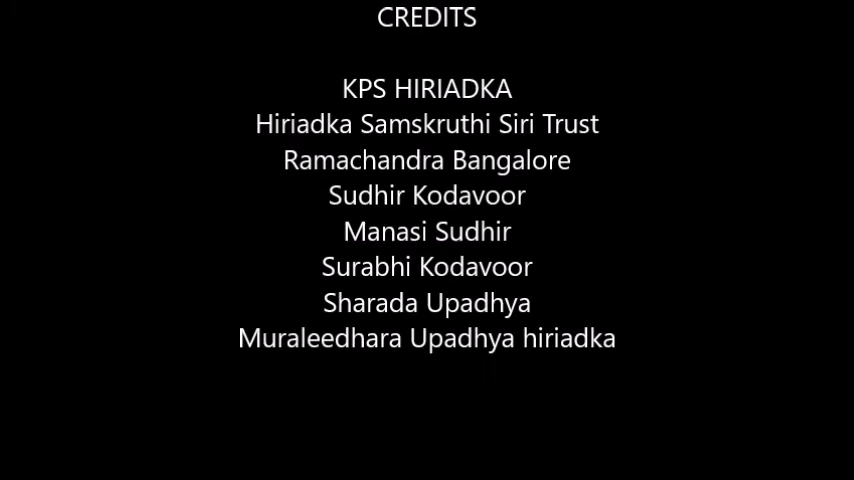 CREDITS
KPS HIRIADKA
Hiriadka Samskruthi Siri Trust
Ramachandra Bangalore
Sudhir Kodavoor
Manasi Sudhir
Surabhi Kodavoor
Sharada Upadhya
Muraleedhara Upadhya hiriadka